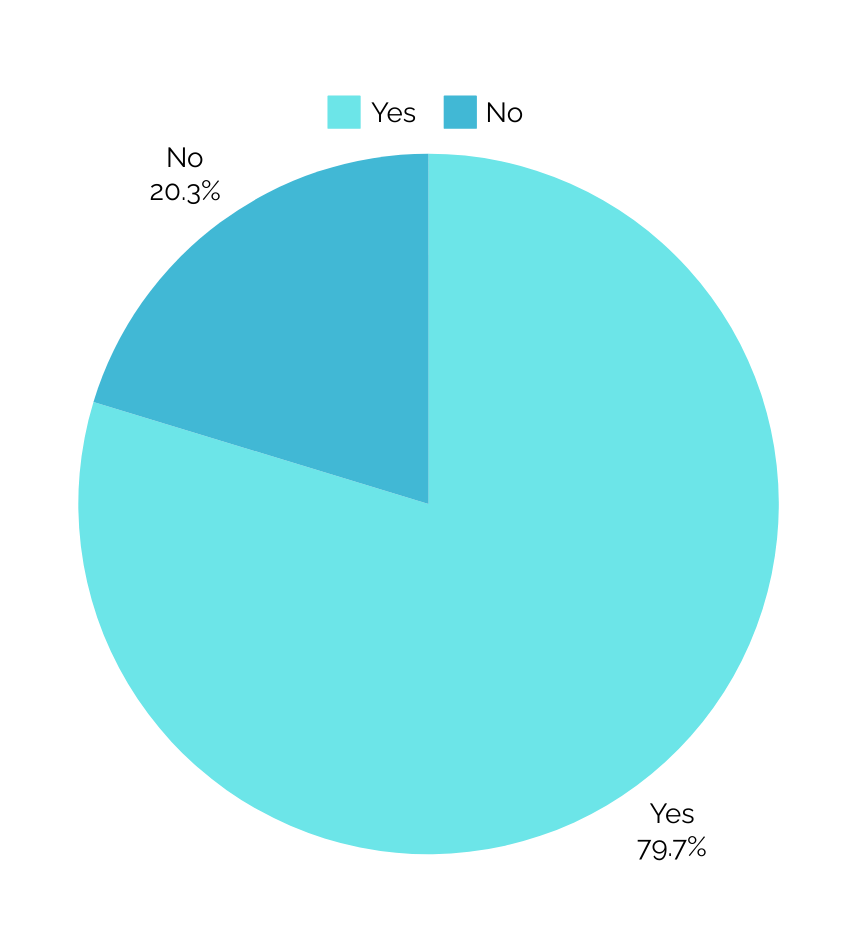 Yes No
No
20.3%
Yes
79.7%